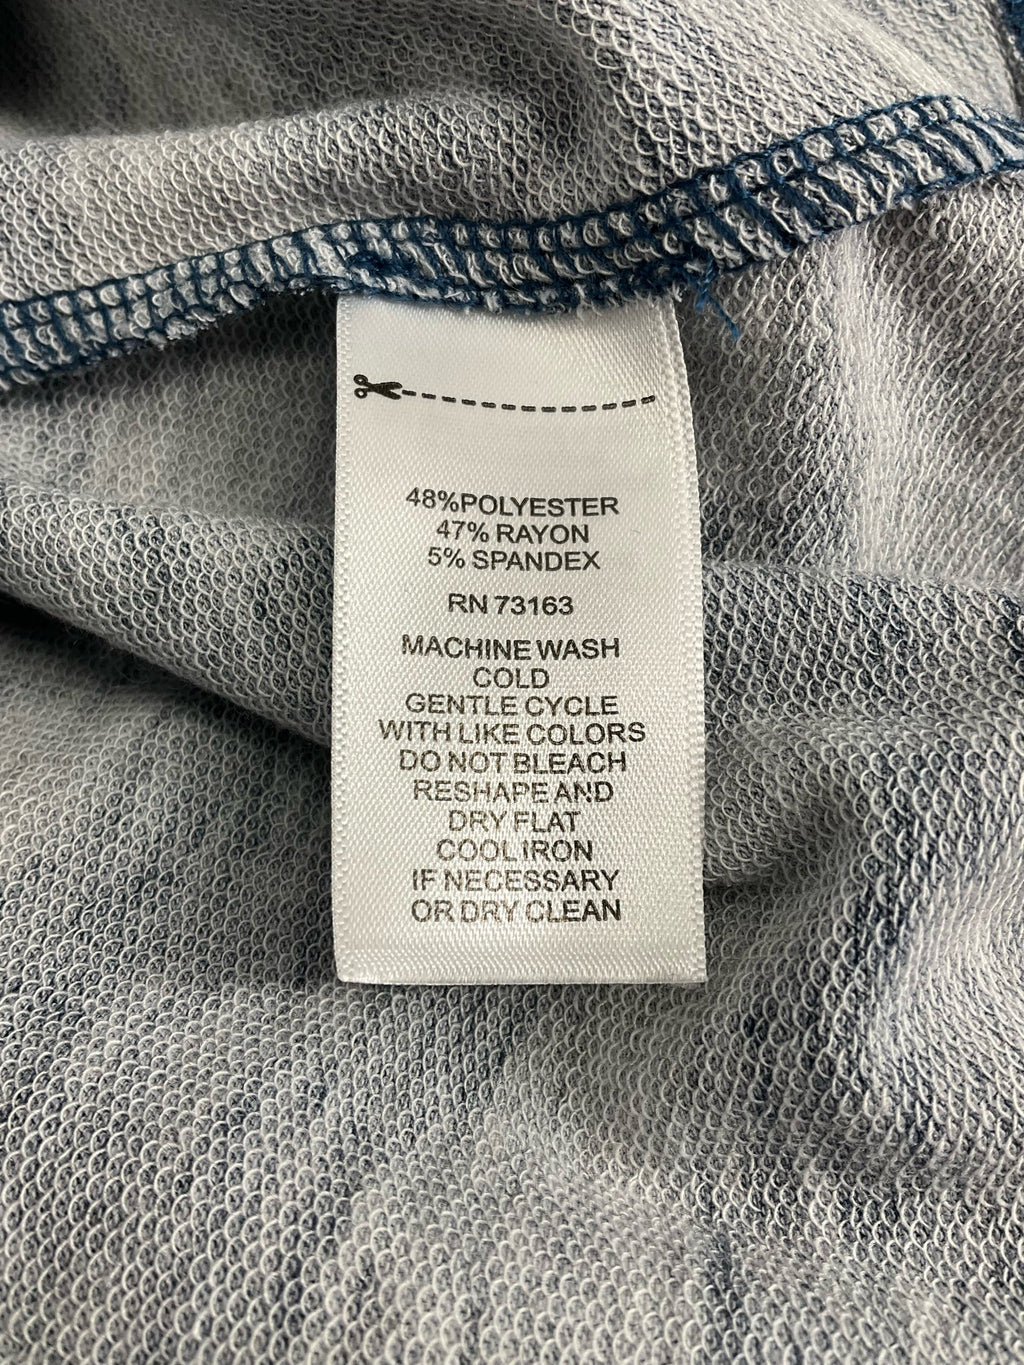 48%POLYESTER
47% RAYON
5% SPANDEX
RN 73163
MACHINE WASH
COLD
GENTLE CYCLE
WITH LIKE COLORS
DO NOT BLEACH
RESHAPE AND
DRY FLAT
COOL IRON
IF NECESSARY
OR DRY CLEAN